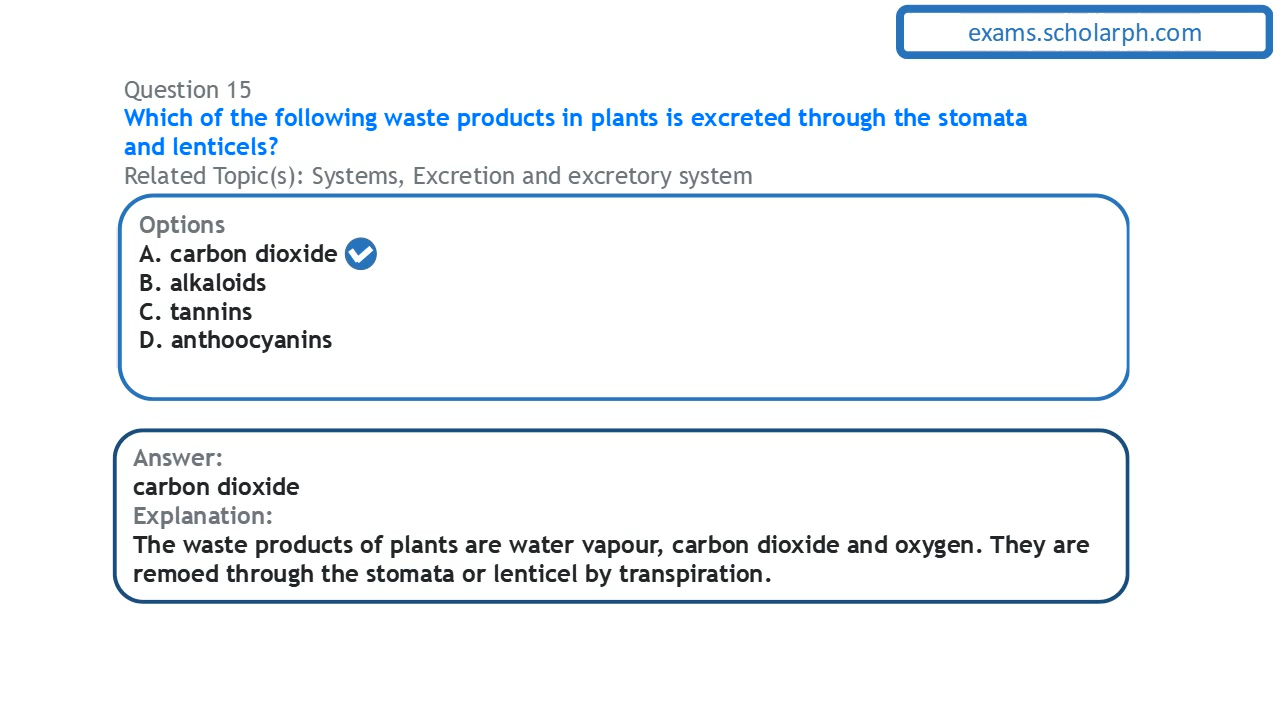 exams.scholarph.com
Question 15
Which of the following waste products in plants is excreted through the stomata
and lenticels?
Related Topic(s): Systems, Excretion and excretory system
Options
A. carbon dioxide
B. alkaloids
C. tannins
D. anthoocyanins
Answer:
carbon dioxide
Explanation:
The waste products of plants are water vapour, carbon dioxide and oxygen. They are
remoed through the stomata or lenticel by transpiration.